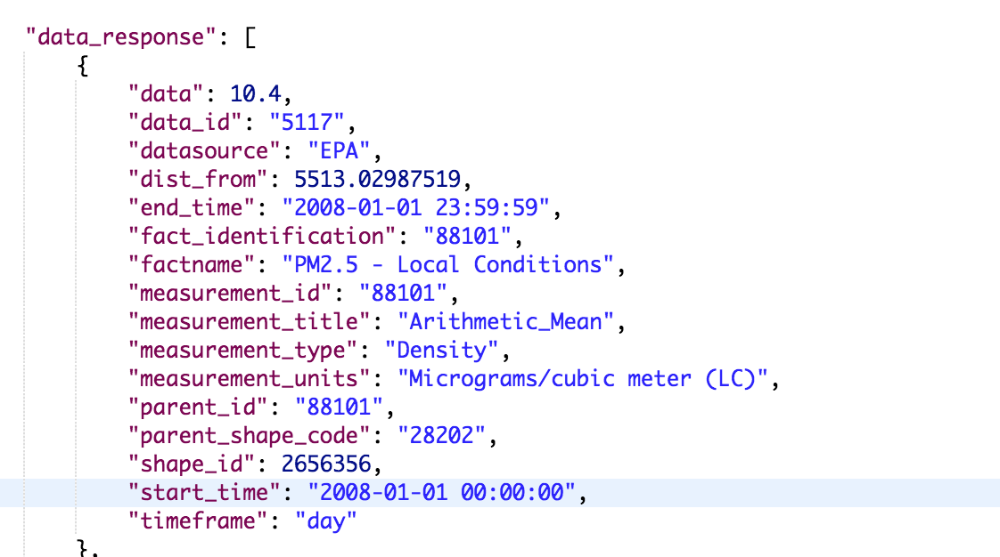 "data_response": [
{
"data": 10.4,
"data_id": "5117",
"datasource": "EPA",
"dist_from": 5513.02987519,
"end_time": "2008-01-01 23:59:59",
"fact_identification": "88101",
"factname": "PM2.5 - Local Conditions",
"measurement_id": "88101",
"measurement_title": "Arithmetic_Mean",
"measurement_type": "Density",
"measurement_units": "Micrograms/cubic meter (LC)",
"parent_id": "88101",
"parent_shape_code": "28202",
"shape_id": 2656356,
"start_time": "2008-01-01 00:00:00",
"timeframe": "day"
},